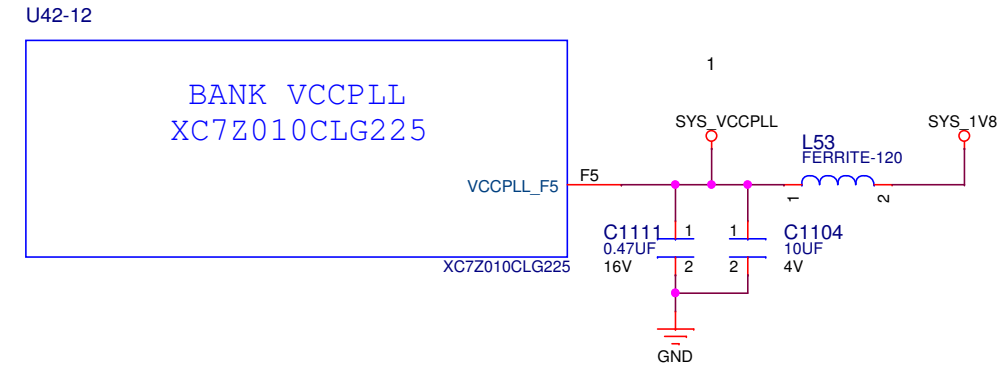 U42-12
BANK VCCPLL
XC7Z010CLG225
VCCPLL_F5
F5
XC7Z010CLG225
1
SYS_VCCPLL
SYS_1V8
L53
FERRITE-120
1
2
C1111
0.47UF
16V
1
2
1
2
C1104
10UF
4V
GND